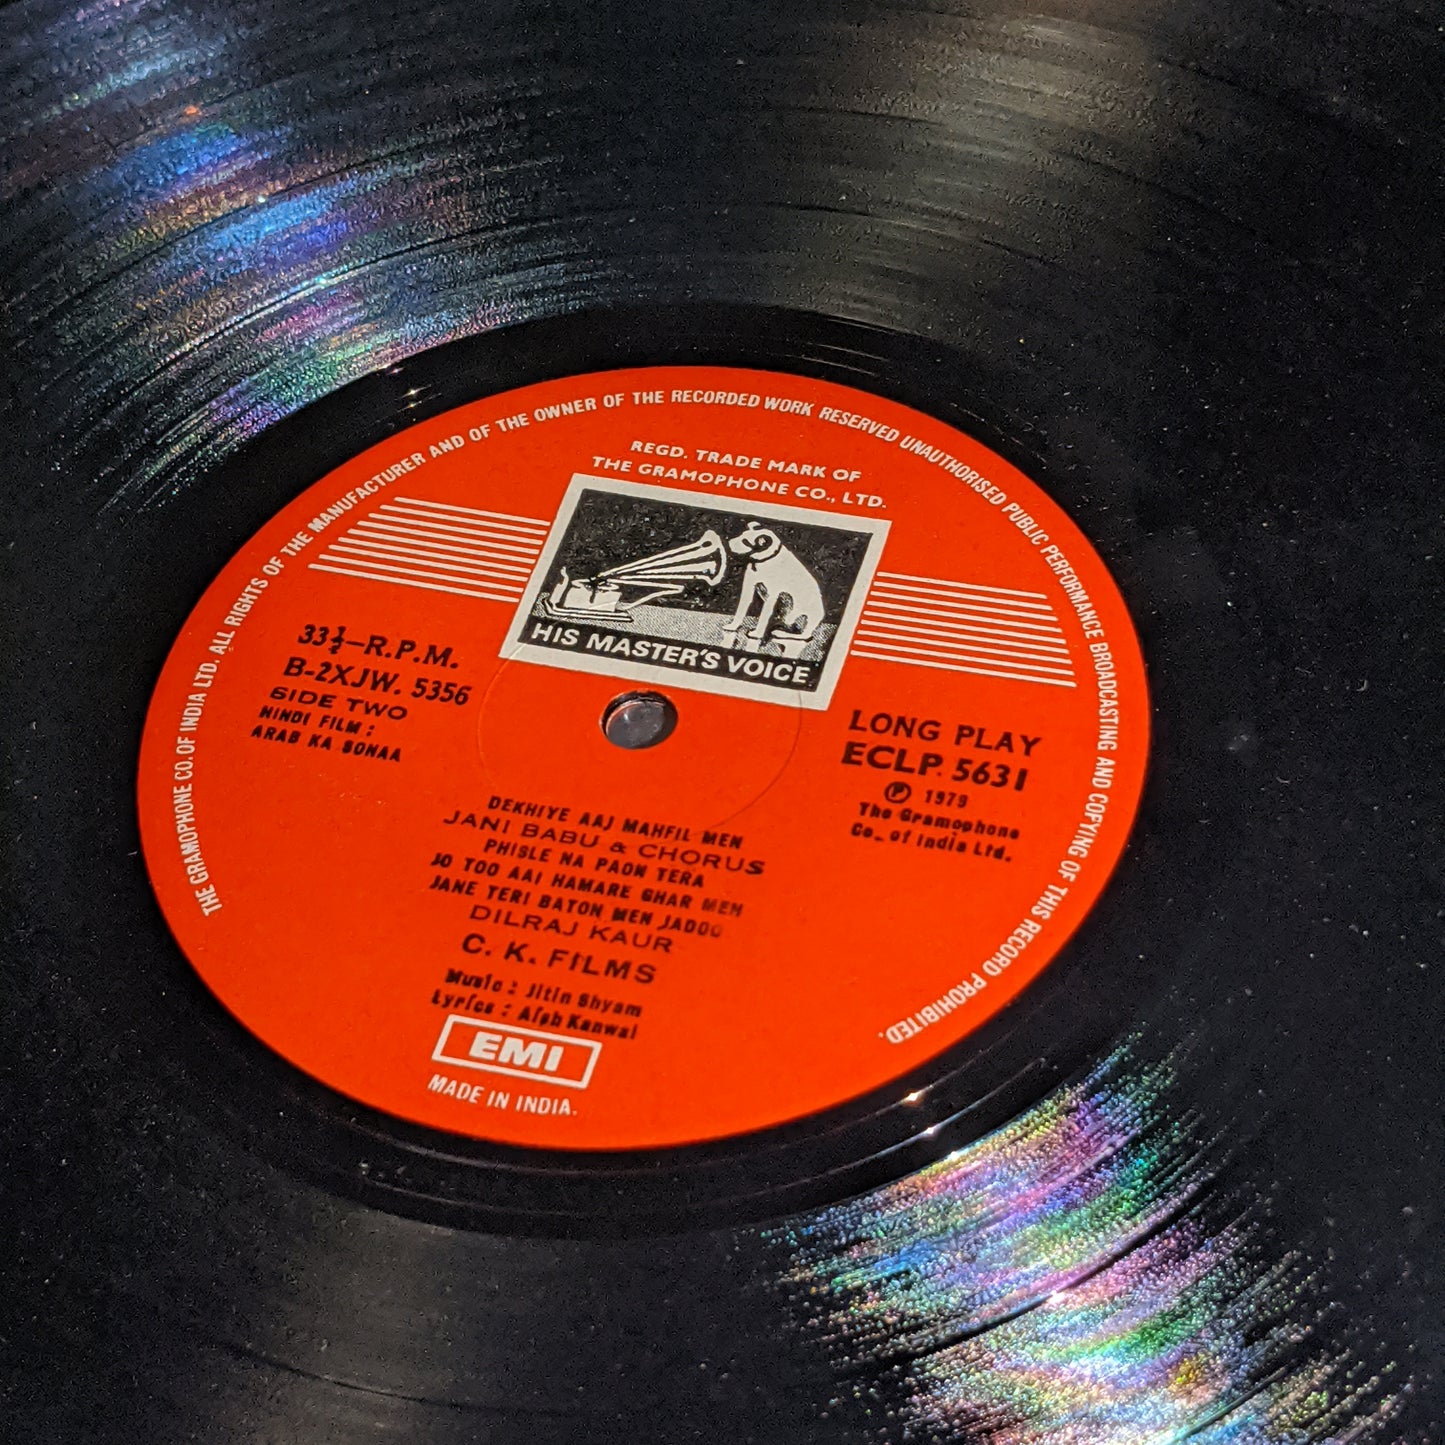 THE GRAMOPHONE CO. OF INDIA LTD. ALL RIGHTS OF THE MANUFACTURER AND OF THE OWNER OF THE RECORDED WORK RESERVED UNAUTHORISED PUBLIC PERFORMANCE BROADCASTING AND COPYING OF THIS RECORD PROHIBITED.
REGD. TRADE MARK OF
THE GRAMOPHONE CO., LTD.
HIS MASTER'S VOICE
33⅓—R.P.M.
B-2XJW. 5356
SIDE TWO
HINDI FILM :
ARAB KA SONAA
LONG PLAY
ECLP. 5631
Ⓟ 1979
The Gramophone
Co., of India Ltd.
DEKHIYE AAJ MAHFIL MEN
JANI BABU & CHORUS
PHISLE NA PAON TERA
JO TOO AAI HAMARE GHAR MEN
JANE TERI BATON MEN JADOO
DILRAJ KAUR
C. K. FILMS
Music : Jitin Shyam
Lyrics : Aish Kanwal
EMI
MADE IN INDIA.